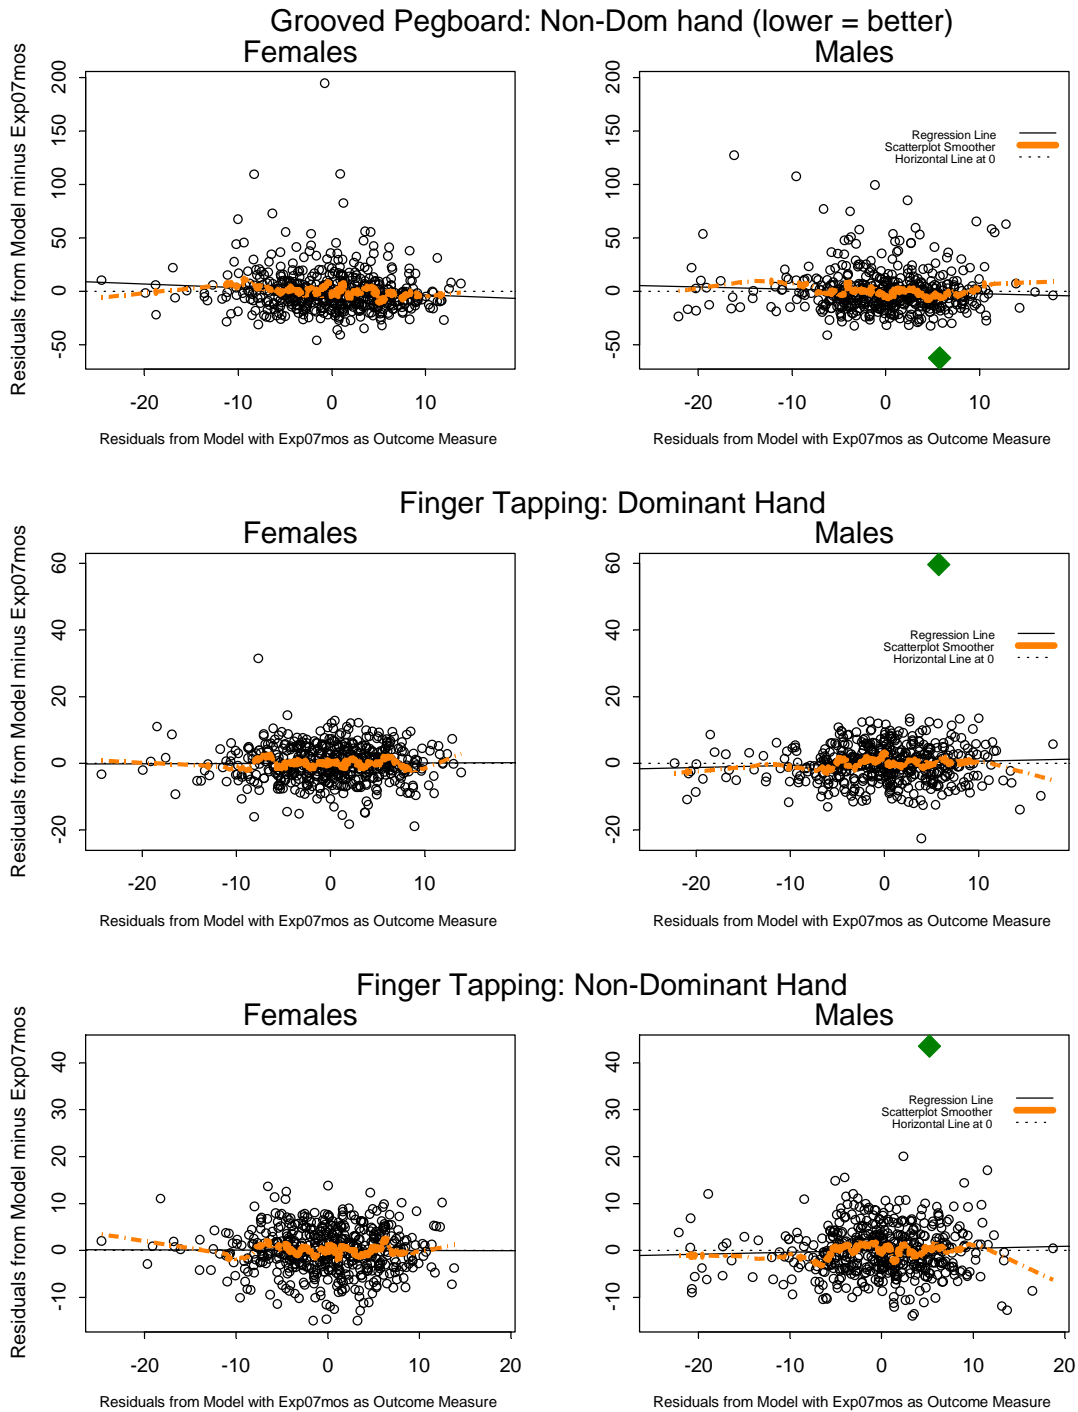 Grooved Pegboard: Non-Dom hand (lower = better)
Females
Males
Residuals from Model minus Exp07mos
200
150
100
50
0
-50
-20 -10 0 10
Residuals from Model with Exp07mos as Outcome Measure
200
150
100
50
0
-50
Regression Line
Scatterplot Smoother
Horizontal Line at 0
-20 -10 0 10
Residuals from Model with Exp07mos as Outcome Measure
Finger Tapping: Dominant Hand
Females
Males
Residuals from Model minus Exp07mos
60
40
20
0
-20
-20 -10 0 10
Residuals from Model with Exp07mos as Outcome Measure
60
40
20
0
-20
Regression Line
Scatterplot Smoother
Horizontal Line at 0
-20 -10 0 10
Residuals from Model with Exp07mos as Outcome Measure
Finger Tapping: Non-Dominant Hand
Females
Males
Residuals from Model minus Exp07mos
40
30
20
10
0
-10
-20 -10 0 10 20
Residuals from Model with Exp07mos as Outcome Measure
40
30
20
10
0
-10
Regression Line
Scatterplot Smoother
Horizontal Line at 0
-20 -10 0 10 20
Residuals from Model with Exp07mos as Outcome Measure